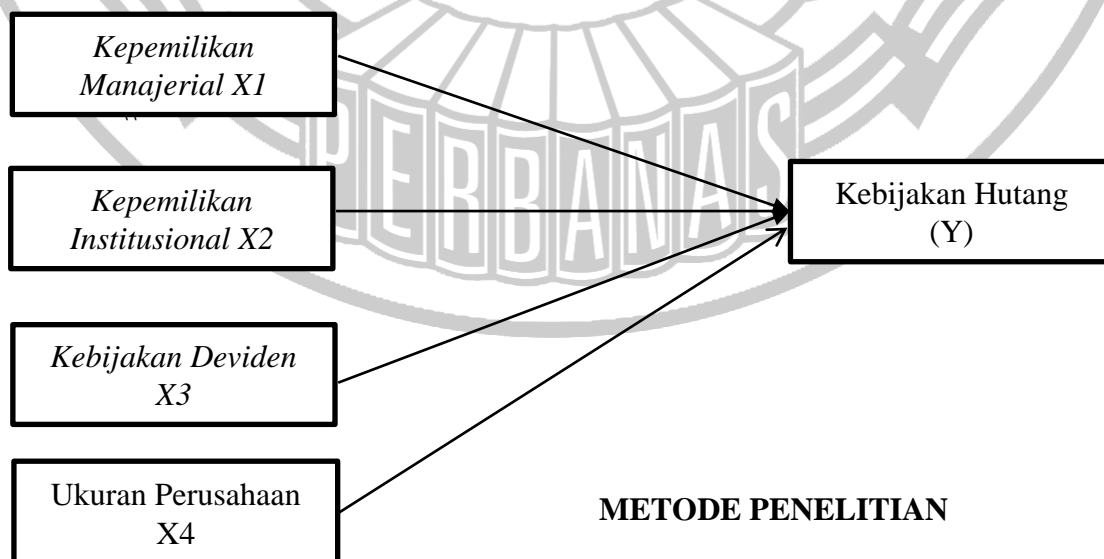 Kepemilikan
Manajerial X1
PERBANAS
Kepemilikan
Institusional X2
Kebijakan Hutang
(Y)
Kebijakan Deviden
X3
Ukuran Perusahaan
X4
METODE PENELITIAN